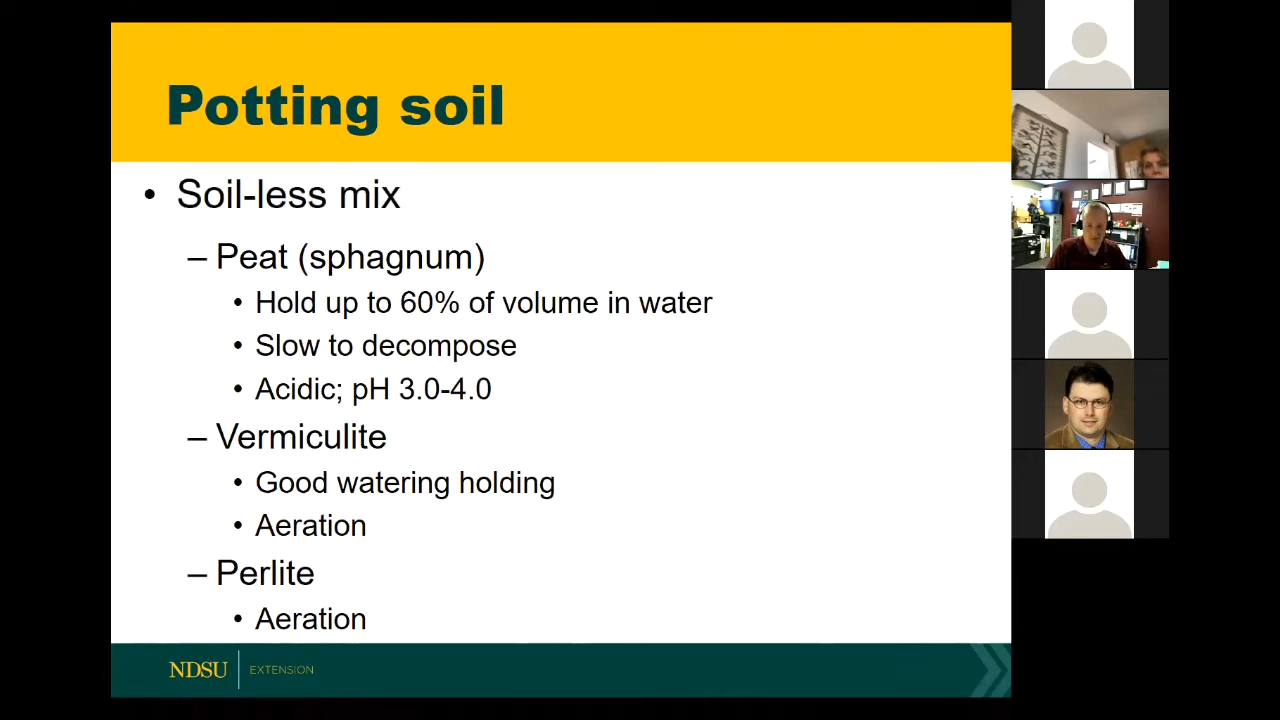 Potting soil
• Soil-less mix
– Peat (sphagnum)
• Hold up to 60% of volume in water
• Slow to decompose
• Acidic; pH 3.0-4.0
– Vermiculite
• Good watering holding
• Aeration
– Perlite
• Aeration
NDSU EXTENSION